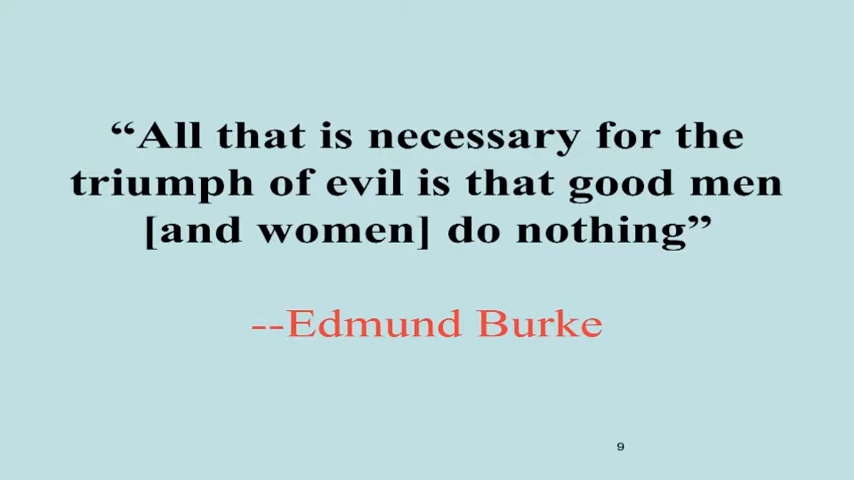 “All that is necessary for the
triumph of evil is that good men
[and women] do nothing”
--Edmund Burke
9